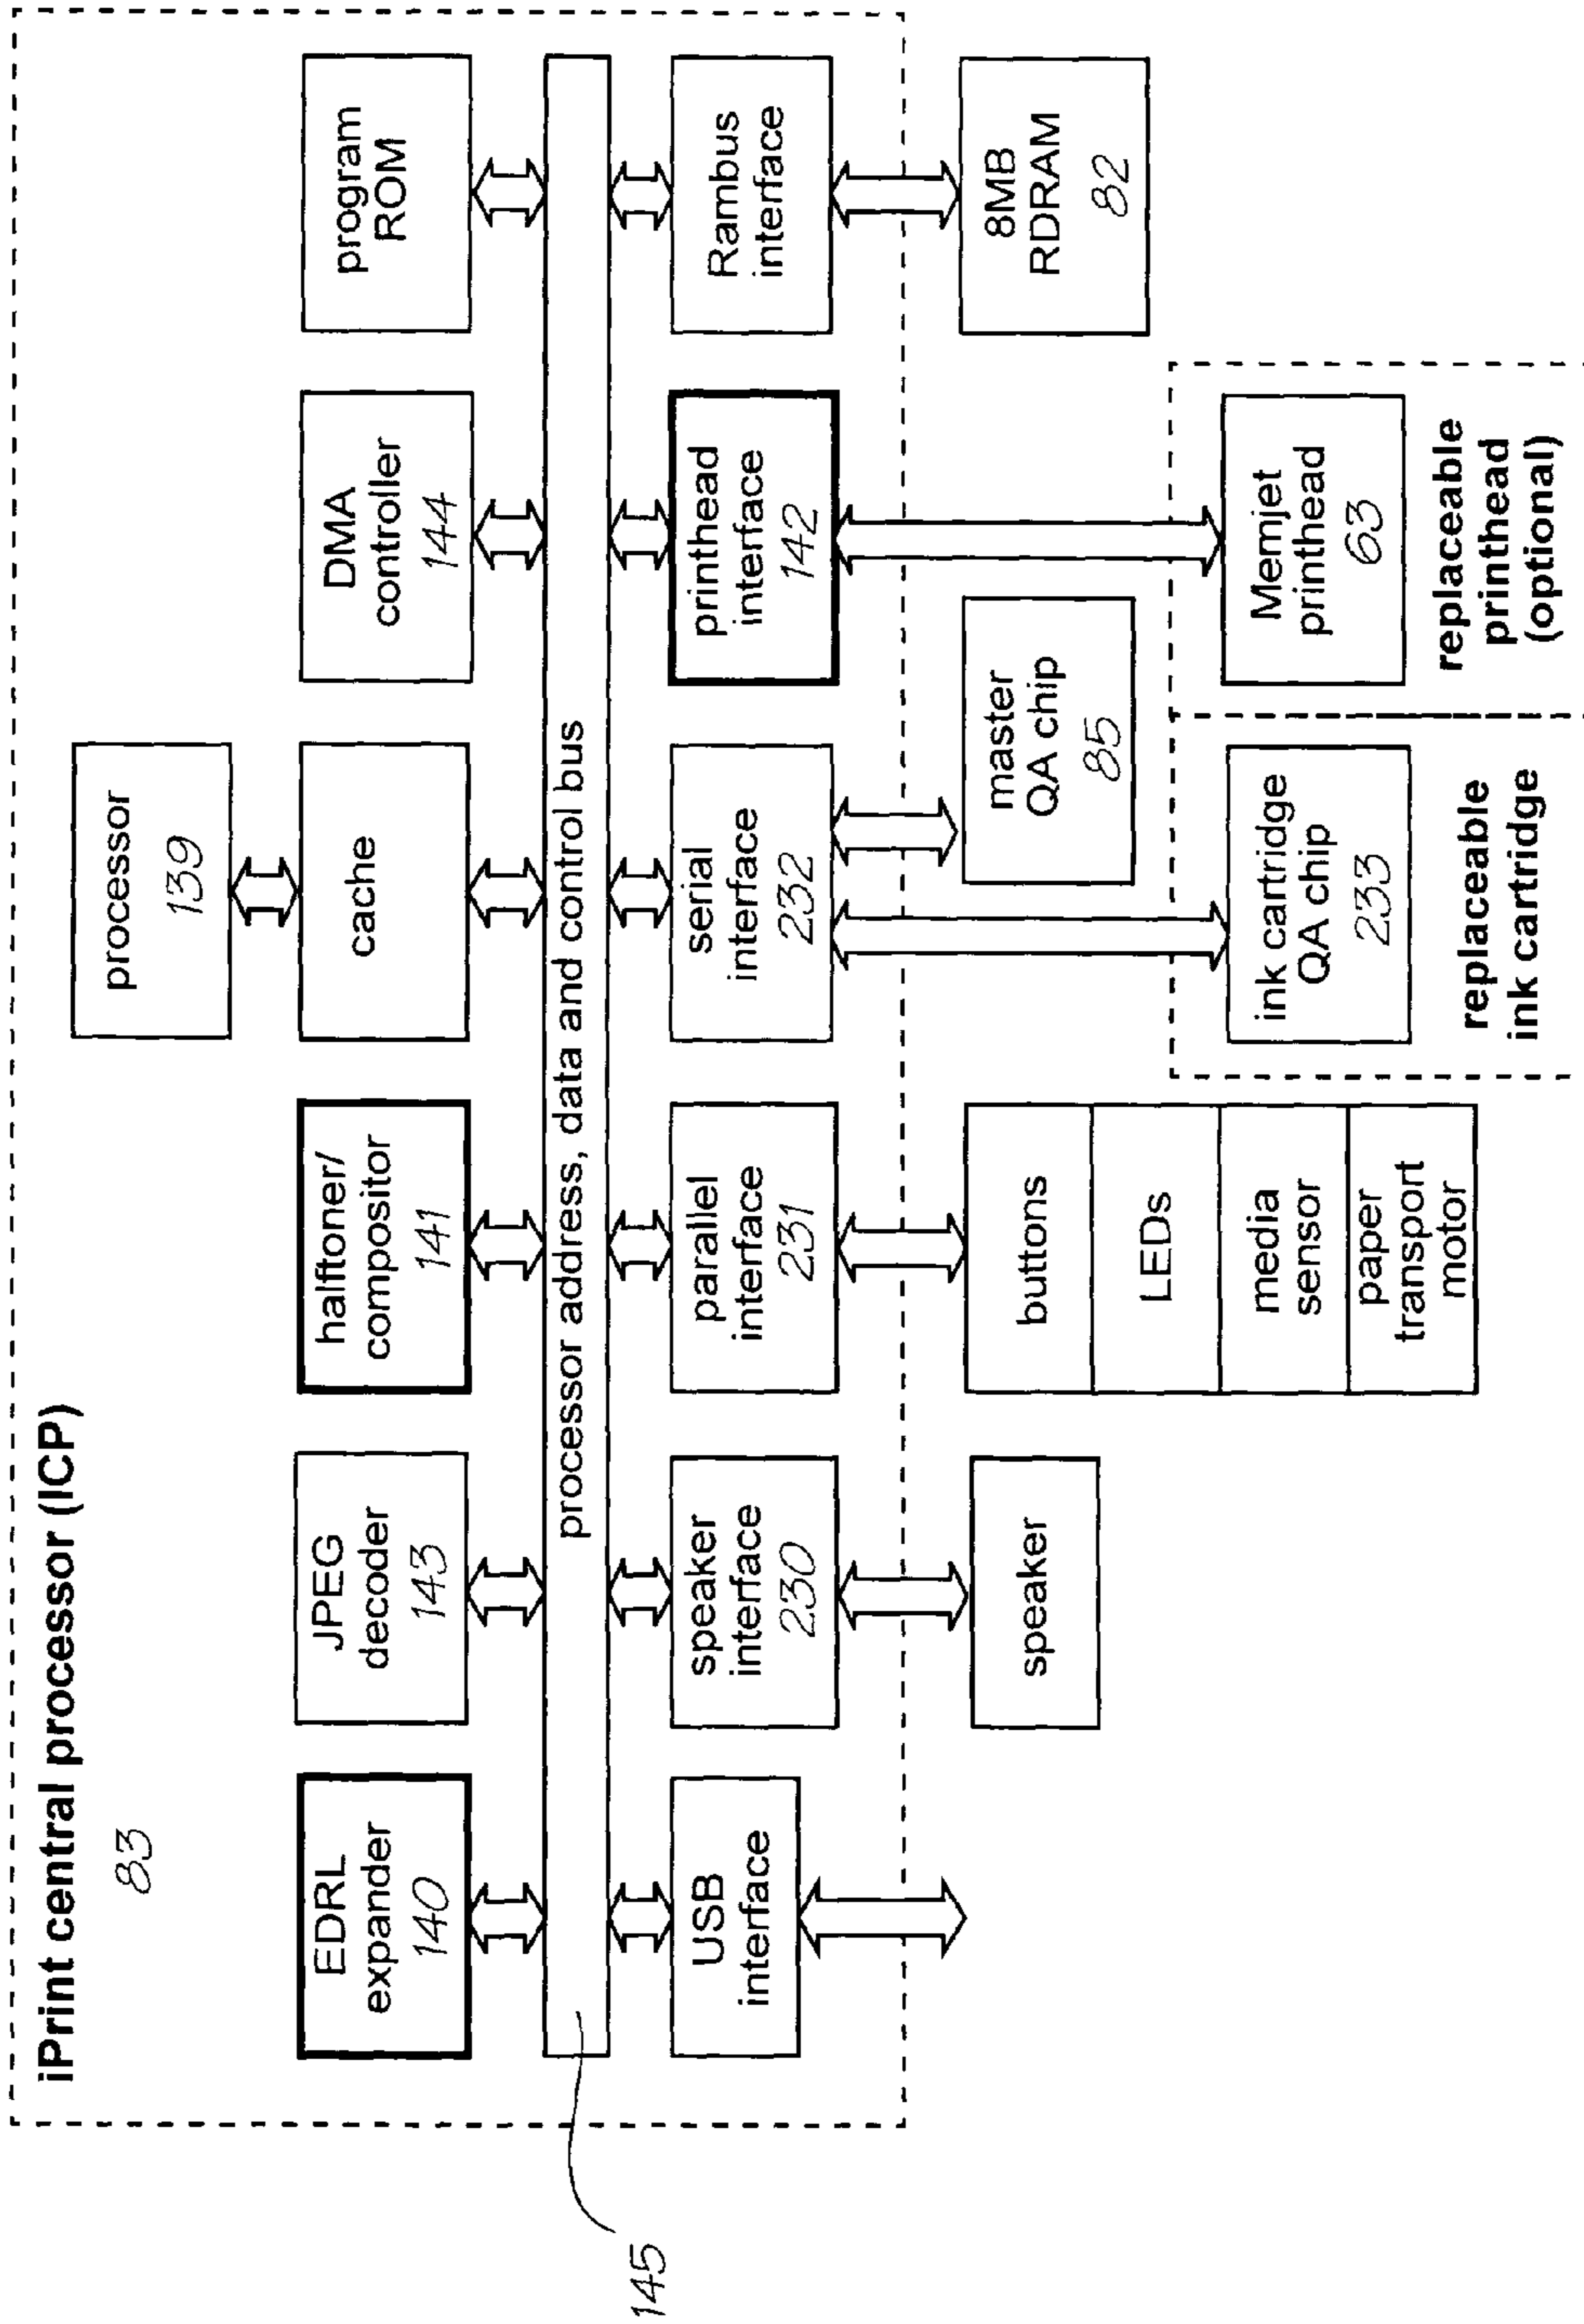 iPrint central processor (ICP)
83
processor
139
EDRL
expander
140
JPEG
decoder
143
halftoner/
compositor
141
cache
DMA
controller
144
program
ROM
processor address, data and control bus
145
USB
interface
speaker
interface
230
parallel
interface
231
serial
interface
232
printhead
interface
142
Rambus
interface
speaker
buttons
LEDs
media
sensor
paper
transport
motor
master
QA chip
85
8MB
RDRAM
82
ink cartridge
QA chip
233
replaceable
ink cartridge
Memjet
printhead
63
replaceable
printhead
(optional)